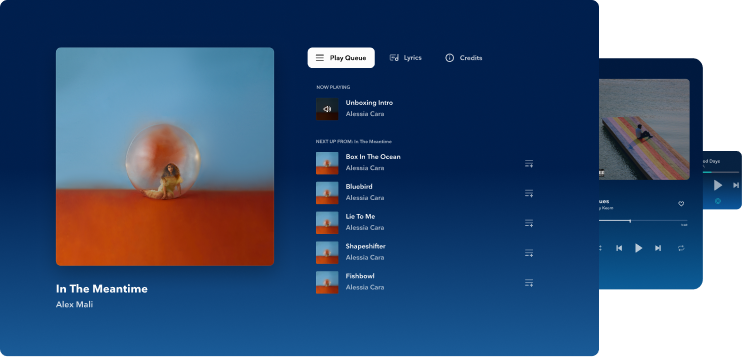 Play Queue
Lyrics
Credits
NOW PLAYING
Unboxing Intro
Alessia Cara
NEXT UP FROM: In The Meantime
Box In The Ocean
Alessia Cara
Bluebird
Alessia Cara
Lie To Me
Alessia Cara
Shapeshifter
Alessia Cara
Fishbowl
Alessia Cara
In The Meantime
Alex Mali
ues
Keem
Days